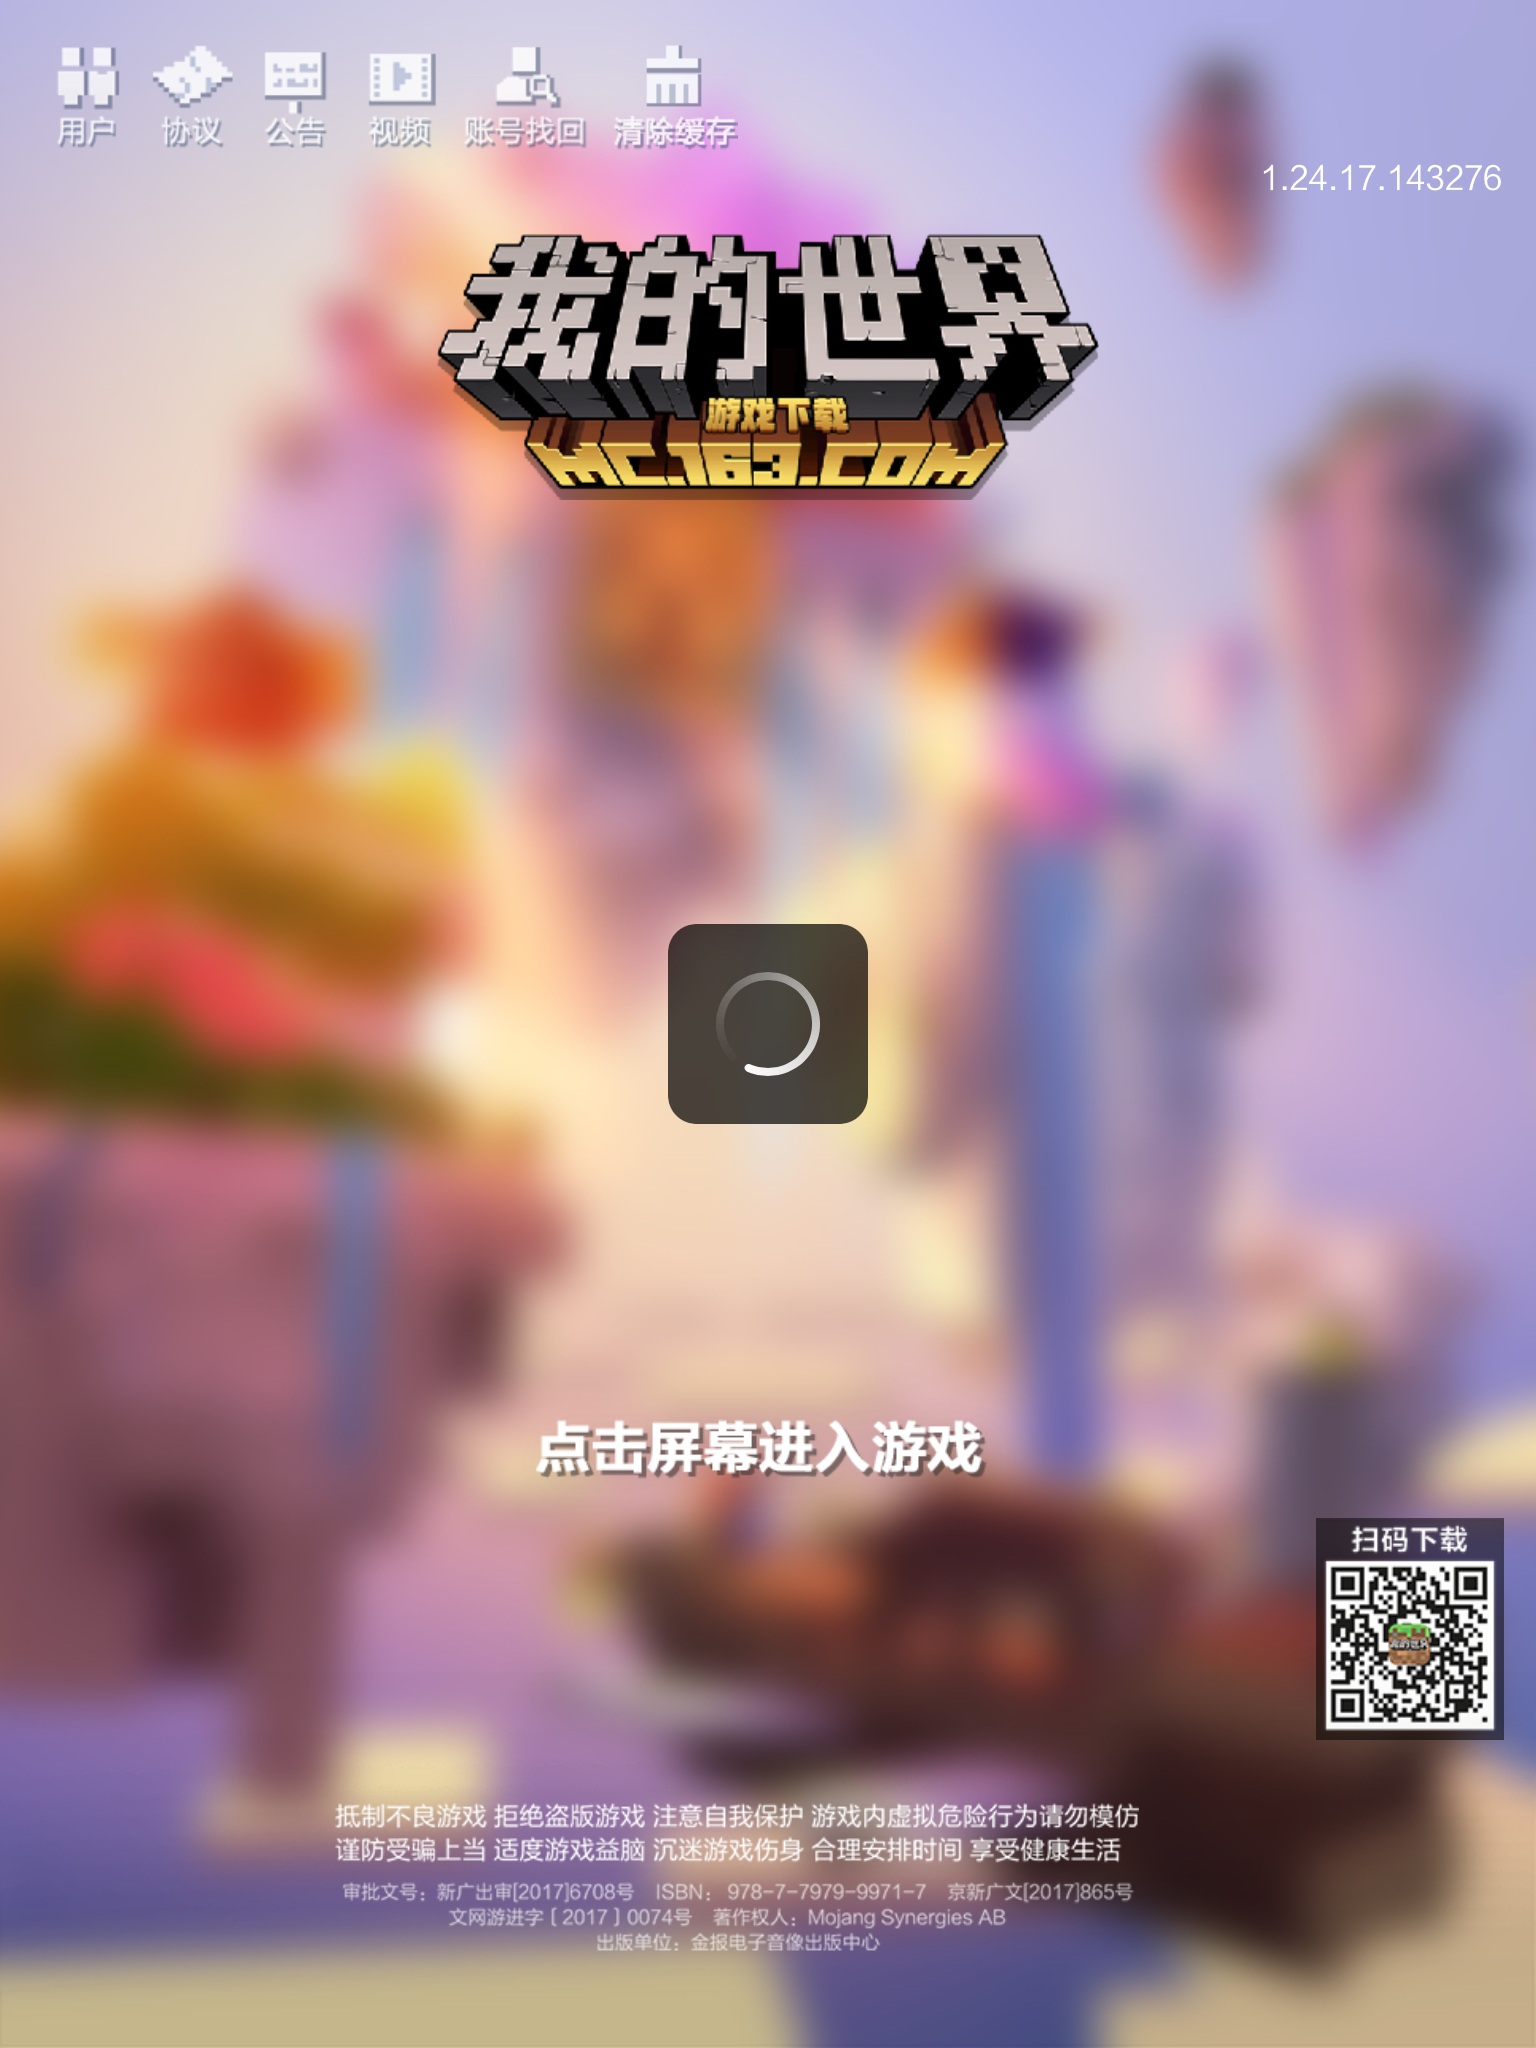 用户 协议 公告 视频 账号找回 清除缓存
1.24.17.143276
我的世界
游戏下载
MC.163.COM
点击屏幕进入游戏
扫码下载
我的世界
抵制不良游戏 拒绝盗版游戏 注意自我保护 游戏内虚拟危险行为请勿模仿
谨防受骗上当 适度游戏益脑 沉迷游戏伤身 合理安排时间 享受健康生活
审批文号：新广出审[2017]6708号 ISBN：978-7-7979-9971-7 京新广文[2017]865号
文网游进字〔2017〕0074号 著作权人：Mojang Synergies AB
出版单位：金报电子音像出版中心